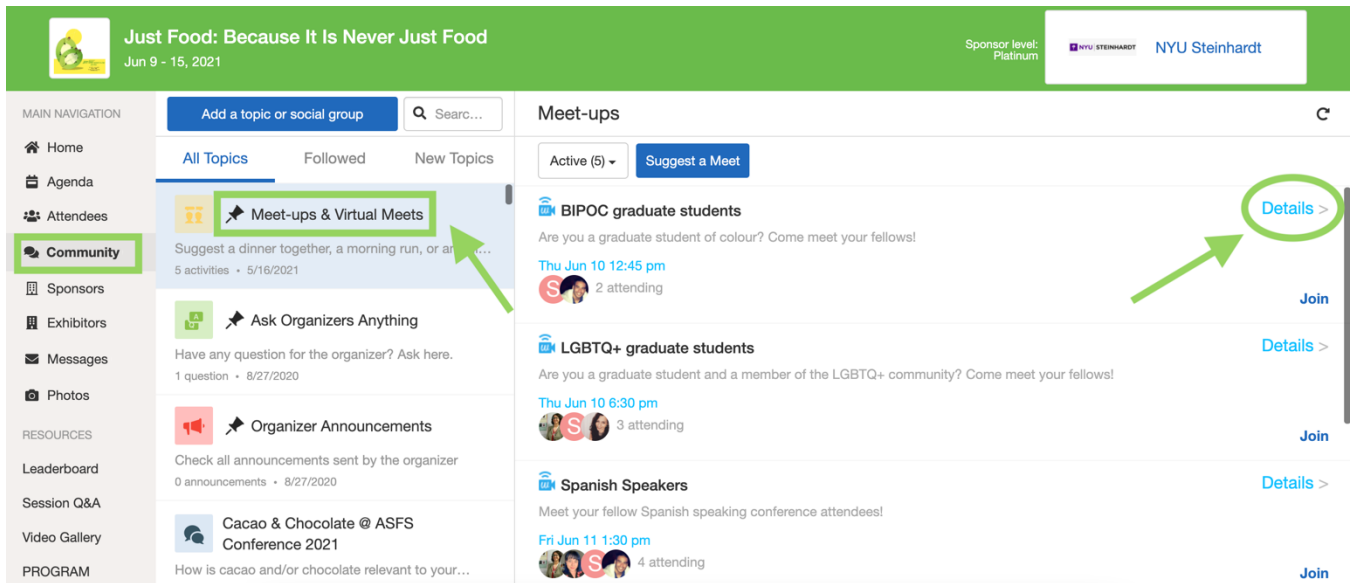 Just Food: Because It Is Never Just Food
Jun 9 - 15, 2021
Sponsor level:
Platinum
NYU STEINHARDT
NYU Steinhardt
MAIN NAVIGATION
Home
Agenda
Attendees
Community
Sponsors
Exhibitors
Messages
Photos
RESOURCES
Leaderboard
Session Q&A
Video Gallery
PROGRAM
Add a topic or social group
Searc...
All Topics
Followed
New Topics
Meet-ups & Virtual Meets
Suggest a dinner together, a morning run, or
5 activities • 5/16/2021
Ask Organizers Anything
Have any question for the organizer? Ask here.
1 question • 8/27/2020
Organizer Announcements
Check all announcements sent by the organizer
0 announcements • 8/27/2020
Cacao & Chocolate @ ASFS
Conference 2021
How is cacao and/or chocolate relevant to your...
Meet-ups
Active (5)
Suggest a Meet
BIPOC graduate students
Details >
Are you a graduate student of colour? Come meet your fellows!
Thu Jun 10 12:45 pm
S
2 attending
Join
LGBTQ+ graduate students
Details >
Are you a graduate student and a member of the LGBTQ+ community? Come meet your fellows!
Thu Jun 10 6:30 pm
S
3 attending
Join
Spanish Speakers
Details >
Meet your fellow Spanish speaking conference attendees!
Fri Jun 11 1:30 pm
S
4 attending
Join